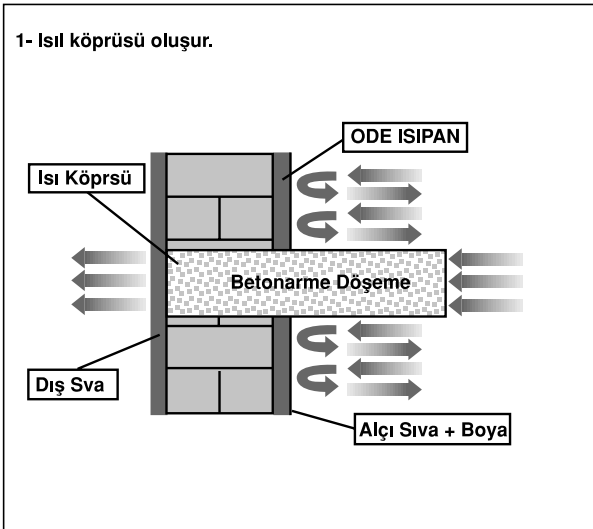 1- Isıl köprüsü oluşur.
ODE ISIPAN
Isı Köprsü
Betonarme Döşeme
Dış Sva
Alçı Sıva + Boya